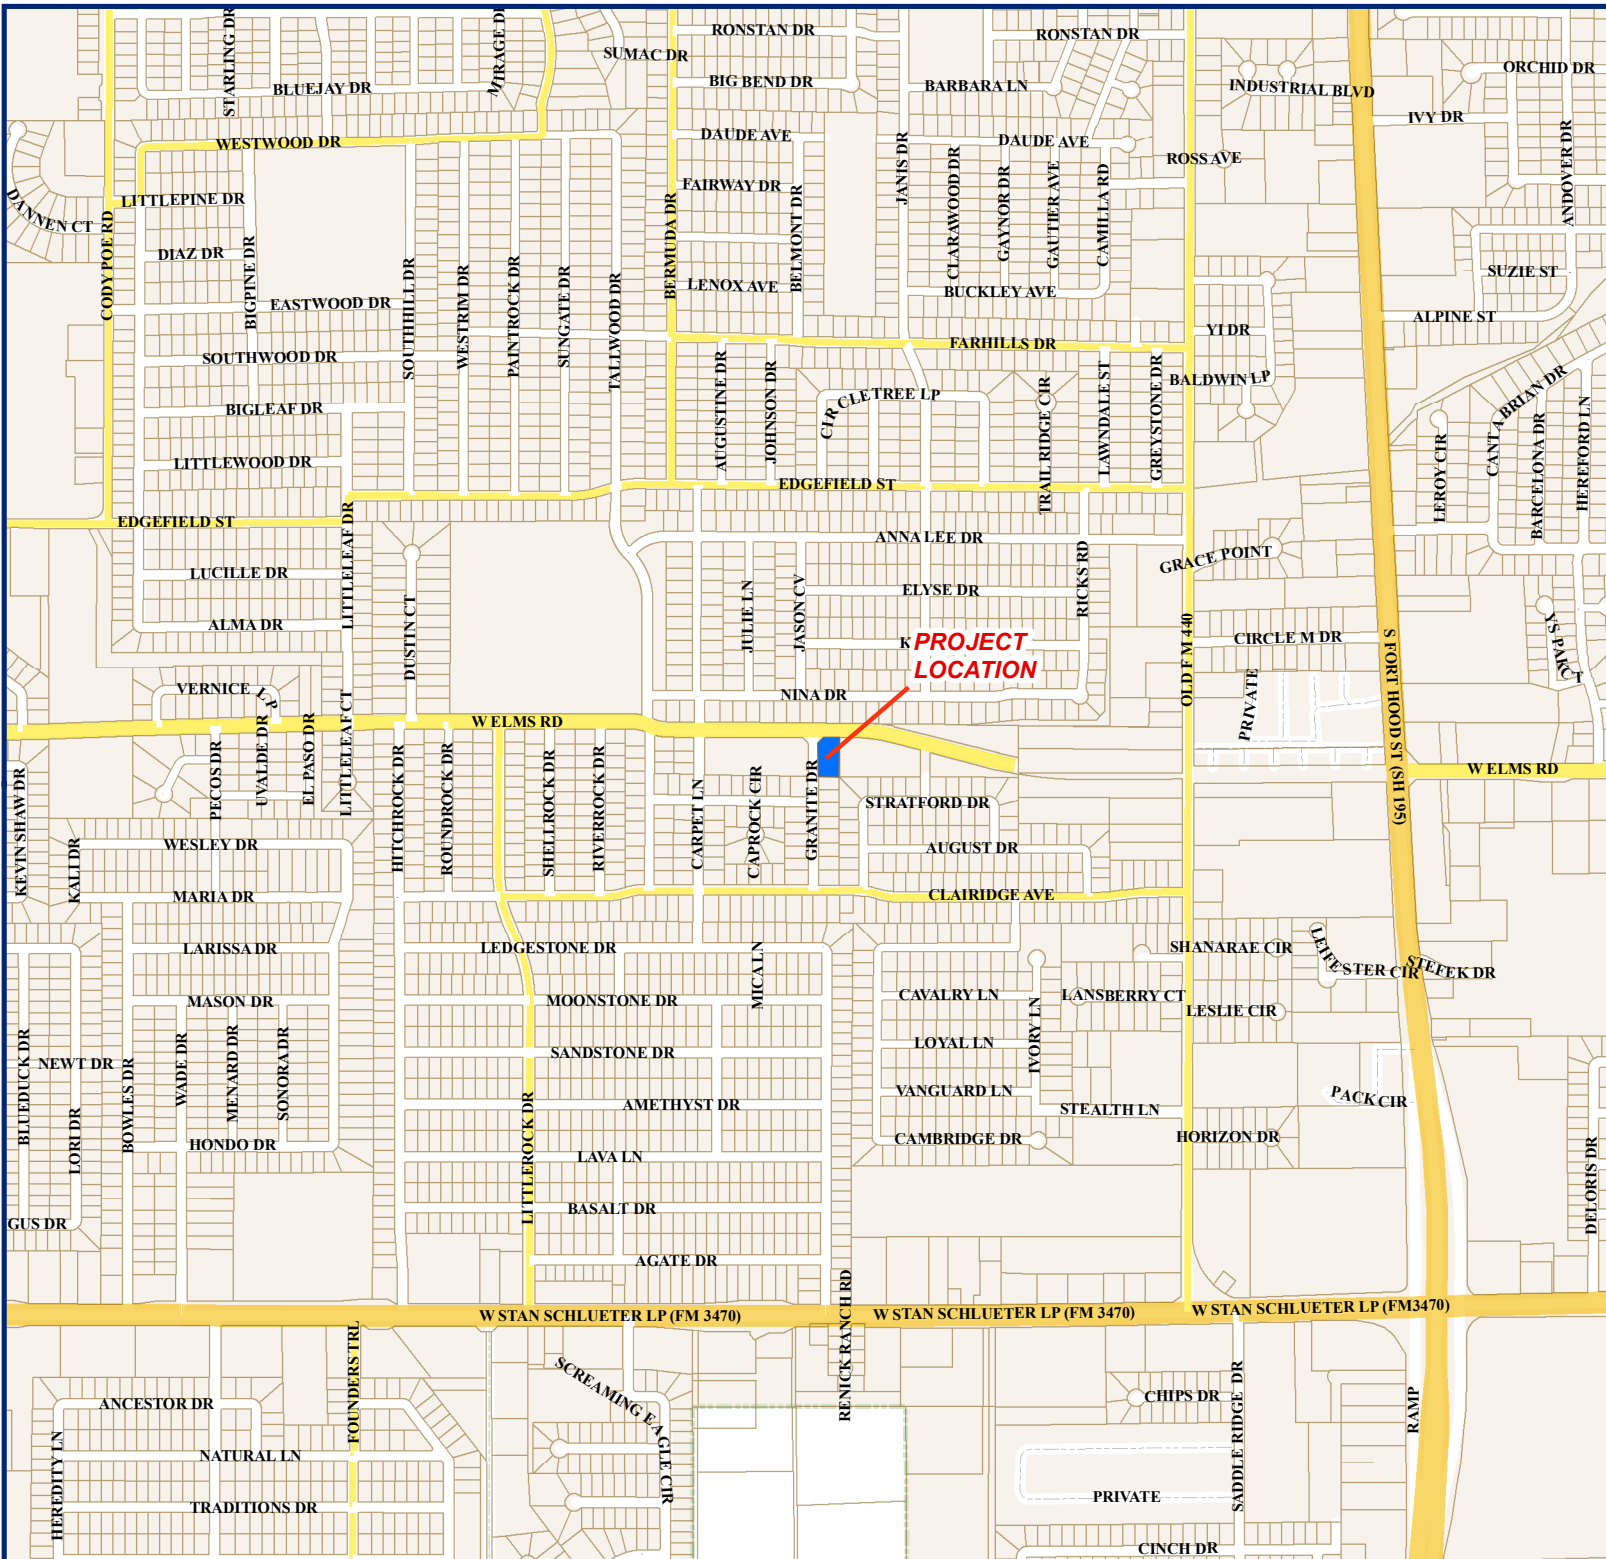 RONSTAN DR
RONSTAN DR
SUMAC DR
STARLING DR
MIRAGE DR
BLUEJAY DR
BIG BEND DR
BARBARA LN
INDUSTRIAL BLVD
ORCHID DR
IVY DR
WESTWOOD DR
DAUDE AVE
DAUDE AVE
ROSS AVE
ANDOVER DR
JANIS DR
DANNEN CT
LITTLEPINE DR
FAIRWAY DR
CLARAWOOD DR
GAYNOR DR
GAUTIER AVE
CAMILLA RD
CODY POE RD
DIAZ DR
BIGPINE DR
BERMUDA DR
BELMONT DR
LENOX AVE
BUCKLEY AVE
SUZIE ST
EASTWOOD DR
SOUTHHILL DR
WESTRIM DR
PAINTROCK DR
SUNGATE DR
TALLWOOD DR
ALPINE ST
YI DR
FARHILLS DR
SOUTHWOOD DR
AUGUSTINE DR
JOHNSON DR
CIRCLETREE LP
TRAIL RIDGE CIR
LAWNDALE ST
GREYSTONE DR
BALDWIN LP
CANTABRIAN DR
BIGLEAF DR
LITTLEWOOD DR
LEROY CIR
BARCELONA DR
HEREFORD LN
EDGEFIELD ST
EDGEFIELD ST
LITTLELEAF DR
ANNA LEE DR
GRACE POINT
LUCILLE DR
DUSTIN CT
JULIE LN
JASON CV
ELYSE DR
RICKS RD
ALMA DR
K
PROJECT
LOCATION
OLD F M 440
CIRCLE M DR
S FORT HOOD ST (SH 195)
YS PAK CT
VERNICE LP
NINA DR
PRIVATE
W ELMS RD
W ELMS RD
PECOS DR
UVALDE DR
EL PASO DR
LITTLELEAF CT
HITCHROCK DR
ROUNDROCK DR
SHELLROCK DR
RIVERROCK DR
CARPET LN
CAPROCK CIR
GRANITE DR
STRATFORD DR
KEVIN SHAW DR
KALI DR
WESLEY DR
AUGUST DR
MARIA DR
CLAIRIDGE AVE
LARISSA DR
LEDGESTONE DR
MICA LN
SHANARAE CIR
LEIFESTER CIR
STEFEK DR
MASON DR
MOONSTONE DR
CAVALRY LN
IVORY LN
LANSBERRY CT
LESLIE CIR
BLUEDUCK DR
NEWT DR
LORI DR
BOWLES DR
WADE DR
MENARD DR
SONORA DR
SANDSTONE DR
LOYAL LN
AMETHYST DR
VANGUARD LN
STEALTH LN
PACK CIR
HONDO DR
LITTLEROCK DR
LAVA LN
CAMBRIDGE DR
HORIZON DR
DELORIS DR
GUS DR
BASALT DR
AGATE DR
RENICK RANCH RD
W STAN SCHLUETER LP (FM 3470)
W STAN SCHLUETER LP (FM 3470)
W STAN SCHLUETER LP (FM3470)
FOUNDERS TRL
SCREAMING EAGLE CIR
ANCESTOR DR
HEREDITY LN
NATURAL LN
TRADITIONS DR
CHIPS DR
SADDLE RIDGE DR
RAMP
PRIVATE
CINCH DR